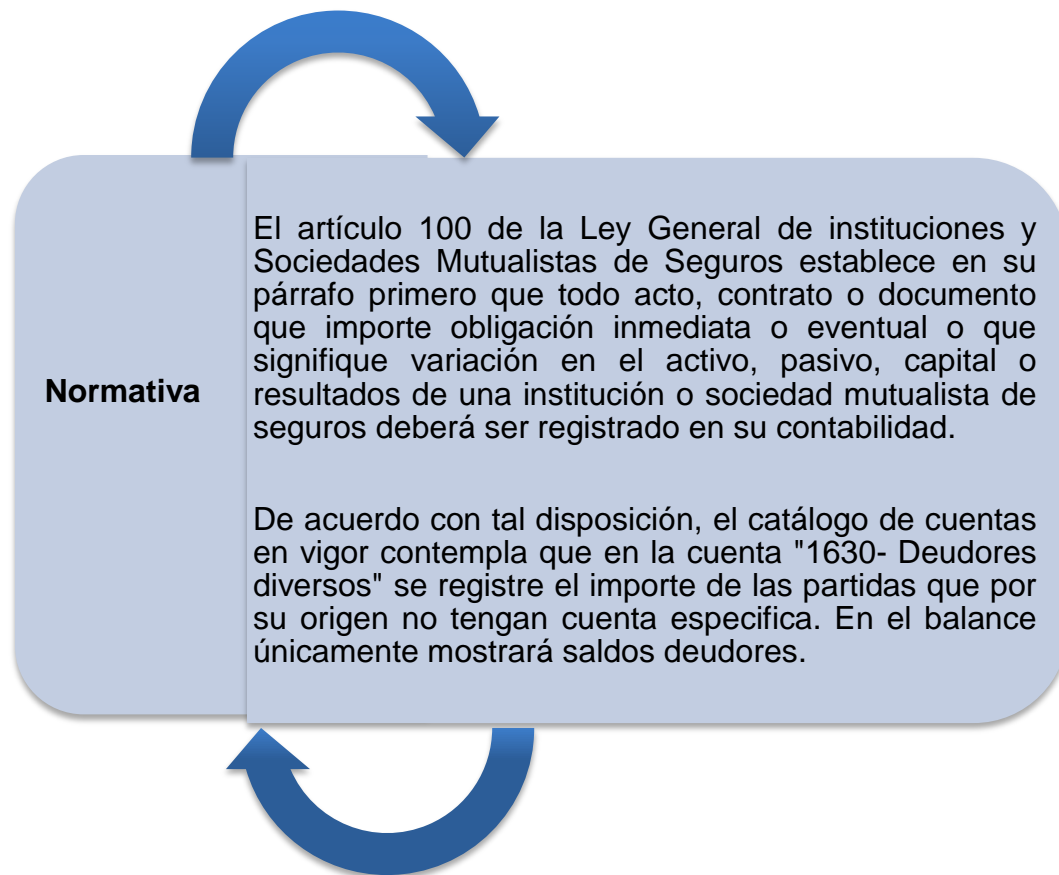 Normativa
El artículo 100 de la Ley General de instituciones y
Sociedades Mutualistas de Seguros establece en su
párrafo primero que todo acto, contrato o documento
que importe obligación inmediata o eventual o que
signifique variación en el activo, pasivo, capital o
resultados de una institución o sociedad mutualista de
seguros deberá ser registrado en su contabilidad.
De acuerdo con tal disposición, el catálogo de cuentas
en vigor contempla que en la cuenta "1630- Deudores
diversos" se registre el importe de las partidas que por
su origen no tengan cuenta especifica. En el balance
únicamente mostrará saldos deudores.